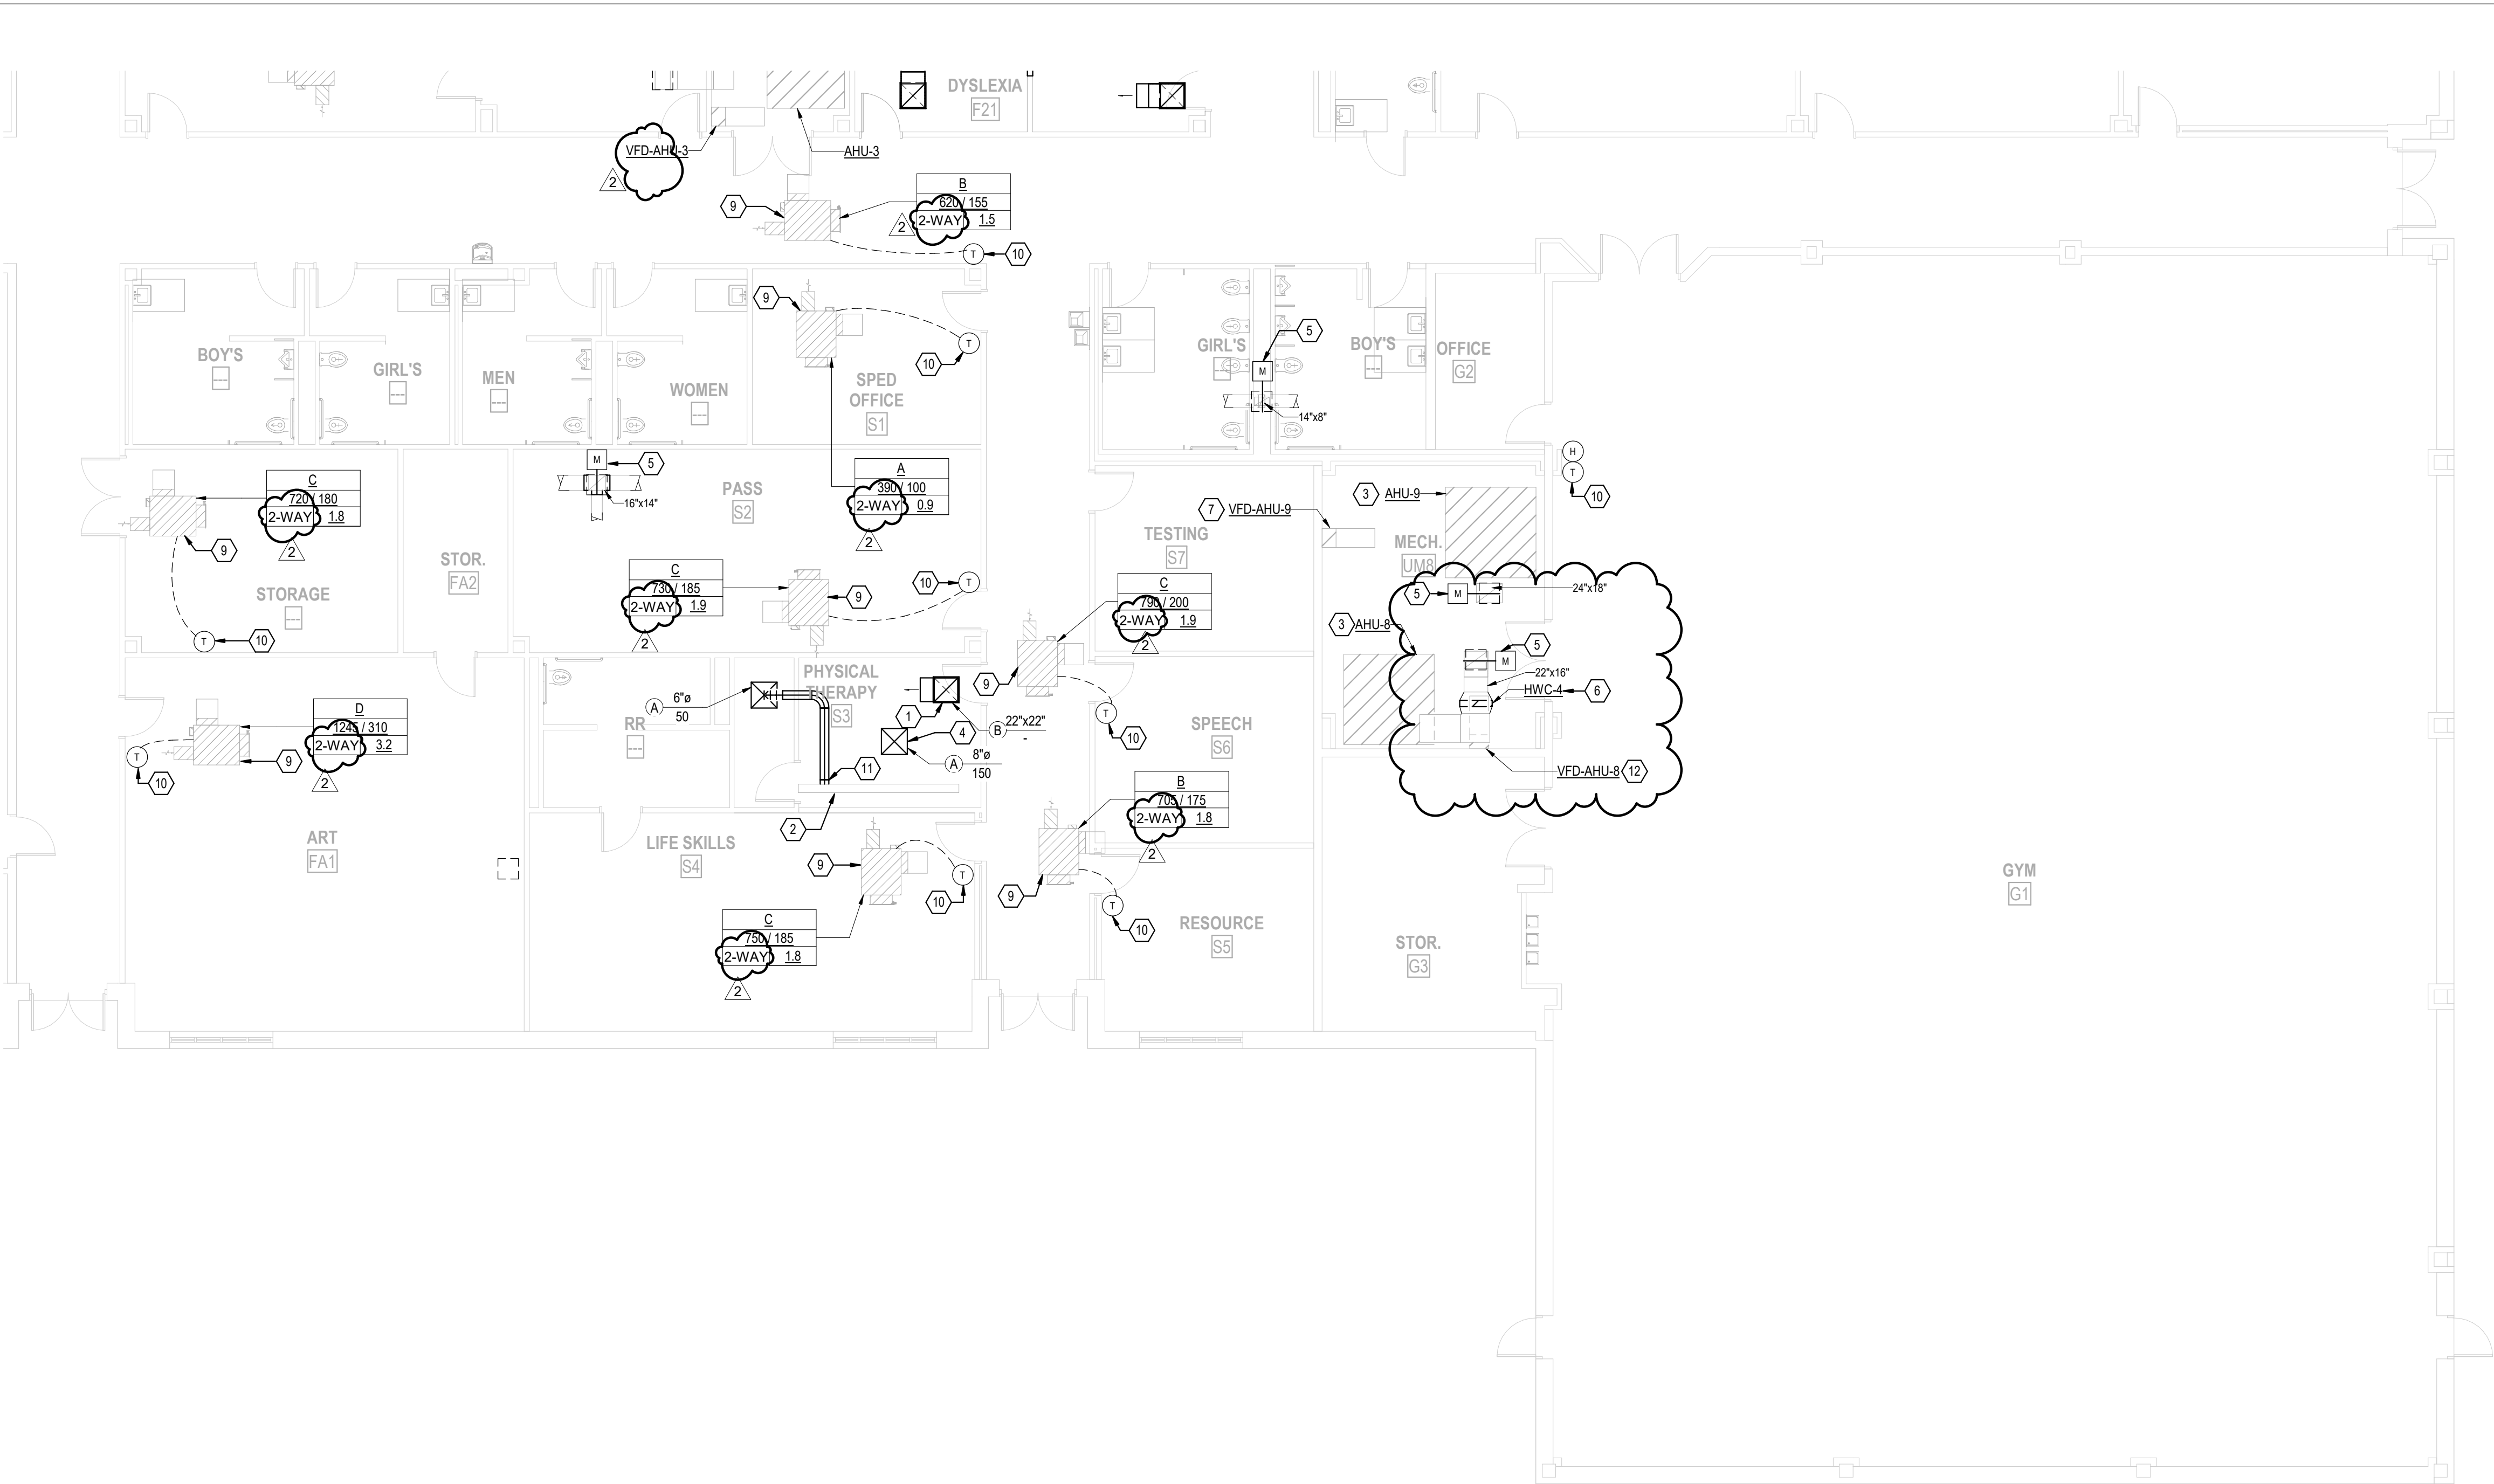 DYSLEXIA
F21
VFD-AHU-3
AHU-3
2
9
B
620 / 155
2-WAY 1.5
2
T
10
BOY'S
---
GIRL'S
---
MEN
---
WOMEN
---
9
SPED
OFFICE
S1
T
10
GIRL'S
---
BOY'S
---
OFFICE
G2
M
5
14"x8"
C
720 / 180
2-WAY 1.8
2
9
STORAGE
---
T
10
STOR.
FA2
M
5
16"x14"
PASS
S2
A
390 / 100
2-WAY 0.9
2
C
730 / 185
2-WAY 1.9
2
9
10
T
H
T
10
3
AHU-9
7
VFD-AHU-9
MECH.
UM8
TESTING
S7
C
790 / 200
2-WAY 1.9
2
9
T
10
5
M
24"x18"
3
AHU-8
5
M
22"x16"
HWC-4
6
VFD-AHU-8
12
D
1245 / 310
2-WAY 3.2
2
9
T
10
ART
FA1
RR
---
A
6"ø
50
PHYSICAL
THERAPY
S3
1
4
B
22"x22"
-
A
8"ø
150
11
2
SPEECH
S6
B
705 / 175
2-WAY 1.8
2
9
T
10
LIFE SKILLS
S4
9
T
10
C
750 / 185
2-WAY 1.8
2
RESOURCE
S5
STOR.
G3
GYM
G1